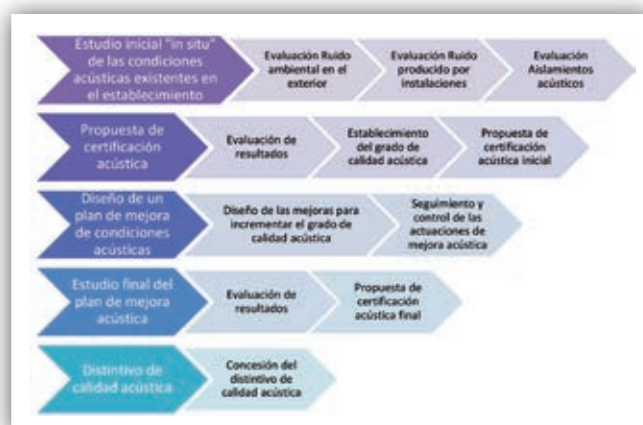 Estudio inicial "in situ"
de las condiciones
acústicas existentes en
el establecimiento
Evaluación Ruido
ambiental en el
exterior
Evaluación Ruido
producido por
instalaciones
Evaluación
Aislamientos
acústicos
Propuesta de
certificación
acústica
Evaluación de
resultados
Establecimiento
del grado de
calidad acústica
Propuesta de
certificación
acústica inicial
Diseño de un
plan de mejora
de condiciones
acústicas
Diseño de las mejoras para
incrementar el grado de
calidad acústica
Seguimiento y
control de las
actuaciones de
mejora acústica
Estudio final del
plan de mejora
acústica
Evaluación de
resultados
Propuesta de
certificación
acústica final
Distintivo de
calidad acústica
Concesión del
distintivo de
calidad acústica